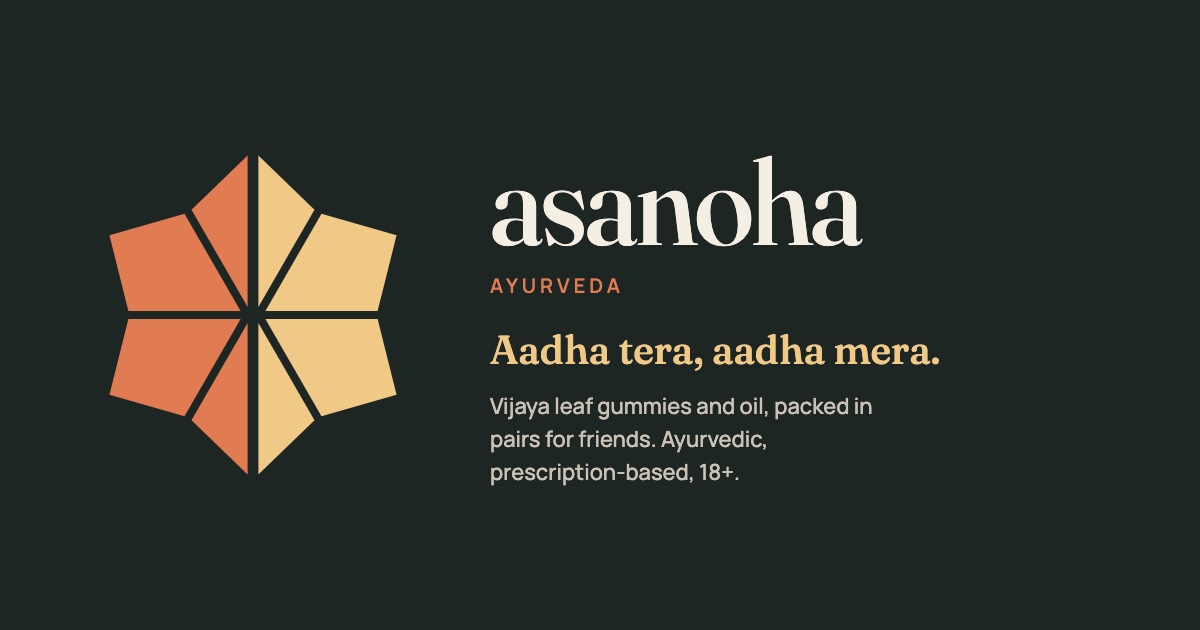 asanoha
AYURVEDA
Aadha tera, aadha mera.
Vijaya leaf gummies and oil, packed in
pairs for friends. Ayurvedic,
prescription-based, 18+.